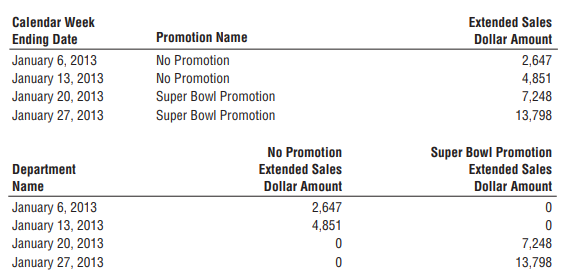 Calendar Week Extended Sales
Ending Date Promotion Name Dollar Amount
January 6, 2013 No Promotion 2,647
January 13, 2013 No Promotion 4,851
January 20, 2013 Super Bowl Promotion 7,248
January 27, 2013 Super Bowl Promotion 13,798
No Promotion Super Bowl Promotion
Department Extended Sales Extended Sales
Name Dollar Amount Dollar Amount
January 6, 2013 2,647 0
January 13, 2013 4,851 0
January 20, 2013 0 7,248
January 27, 2013 0 13,798